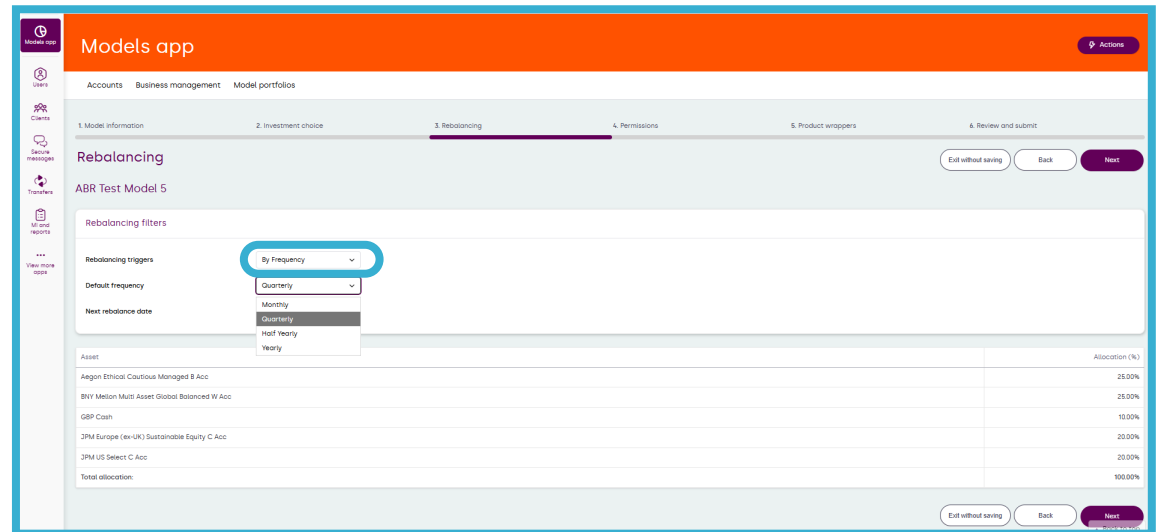 Models app
Models app
Actions
Users
Accounts Business management Model portfolios
Clients
1. Model information 2. Investment choice 3. Rebalancing 4. Permissions 5. Product wrappers 6. Review and submit
Secure
messages
Rebalancing
Exit without saving Back Next
Transfers
ABR Test Model 5
MI and
reports
Rebalancing filters
View more
apps
Rebalancing triggers By Frequency
Default frequency Quarterly
Next rebalance date
Monthly
Quarterly
Half Yearly
Yearly
Asset Allocation (%)
Aegon Ethical Cautious Managed B Acc 25.00%
BNY Mellon Multi Asset Global Balanced W Acc 25.00%
GBP Cash 10.00%
JPM Europe (ex-UK) Sustainable Equity C Acc 20.00%
JPM US Select C Acc 20.00%
Total allocation: 100.00%
Exit without saving Back Next